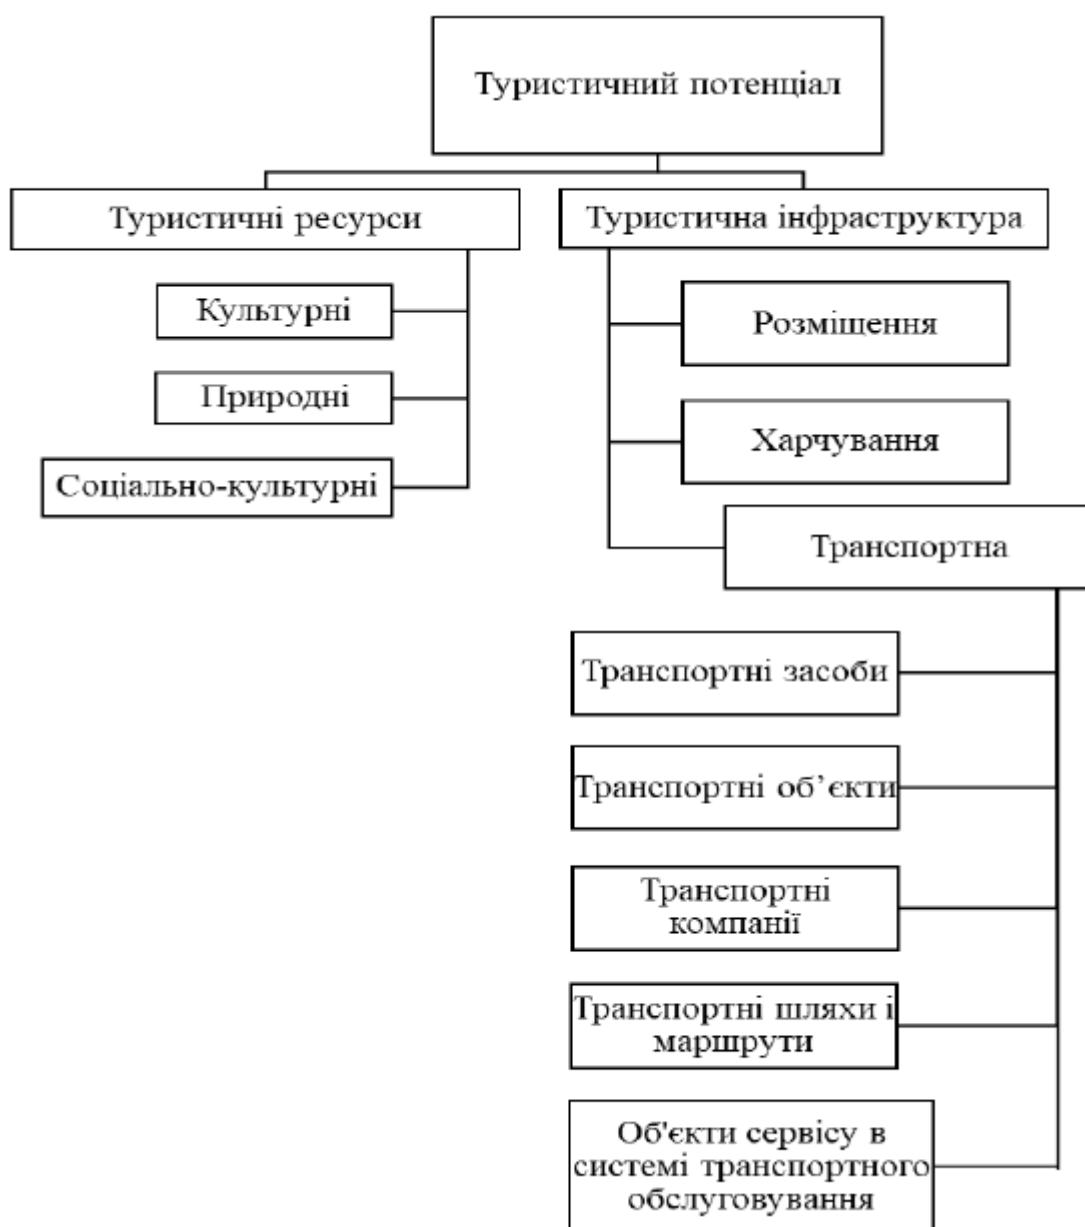 Туристичний потенціал
Туристичні ресурси
Туристична інфраструктура
Культурні
Природні
Соціально-культурні
Розміщення
Харчування
Транспортна
Транспортні засоби
Транспортні об’єкти
Транспортні
компанії
Транспортні шляхи і
маршрути
Об'єкти сервісу в
системі транспортного
обслуговування